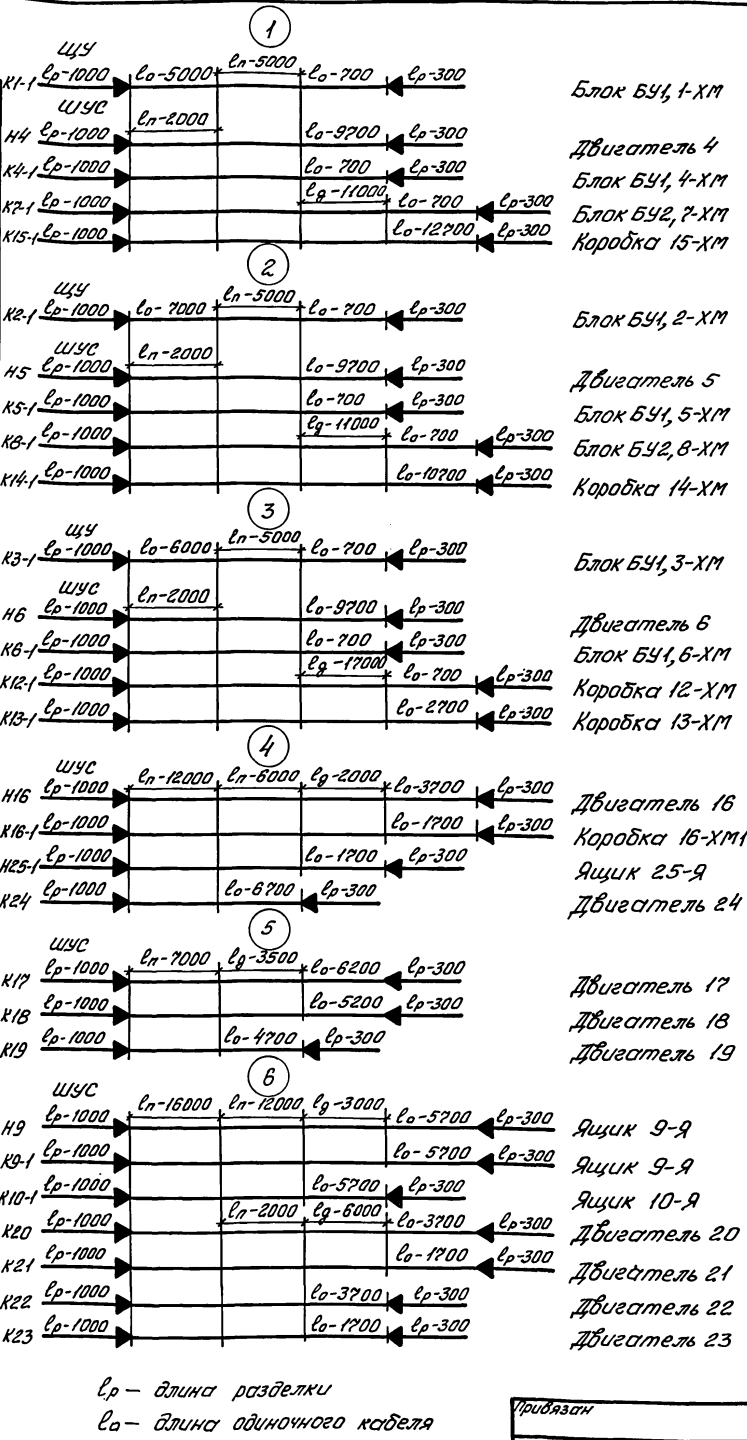 1
ЩУ
К1-1 lр-1000 lо-5000 lп-5000 lо-700 lр-300 Блок БУ1, 1-ХМ
ШУС
lп-2000
Н4 lр-1000 lо-9700 lр-300 Двигатель 4
К4-1 lр-1000 lо-700 lр-300 Блок БУ1, 4-ХМ
lg-11000
К7-1 lр-1000 lо-700 lр-300 Блок БУ2, 7-ХМ
К15-1 lр-1000 lо-12700 lр-300 Коробка 15-ХМ
2
ЩУ
К2-1 lр-1000 lо-7000 lп-5000 lо-700 lр-300 Блок БУ1, 2-ХМ
ШУС
lп-2000
Н5 lр-1000 lо-9700 lр-300 Двигатель 5
К5-1 lр-1000 lо-700 lр-300 Блок БУ1, 5-ХМ
lg-11000
К8-1 lр-1000 lо-700 lр-300 Блок БУ2, 8-ХМ
К14-1 lр-1000 lо-10700 lр-300 Коробка 14-ХМ
3
ЩУ
К3-1 lр-1000 lо-6000 lп-5000 lо-700 lр-300 Блок БУ1, 3-ХМ
ШУС
lп-2000
Н6 lр-1000 lо-9700 lр-300 Двигатель 6
К6-1 lр-1000 lо-700 lр-300 Блок БУ1, 6-ХМ
lg-17000
К12-1 lр-1000 lо-700 lр-300 Коробка 12-ХМ
К13-1 lр-1000 lо-2700 lр-300 Коробка 13-ХМ
4
ШУС
Н16 lр-1000 lп-12000 lп-6000 lg-2000 lо-3700 lр-300 Двигатель 16
К16-1 lр-1000 lо-1700 lр-300 Коробка 16-ХМ1
Н25-1 lр-1000 lо-1700 lр-300 Ящик 25-Я
К24 lр-1000 lо-6700 lр-300 Двигатель 24
5
ШУС
К17 lр-1000 lп-7000 lg-3500 lо-6200 lр-300 Двигатель 17
К18 lр-1000 lо-5200 lр-300 Двигатель 18
К19 lр-1000 lо-4700 lр-300 Двигатель 19
6
ШУС
Н9 lр-1000 lп-16000 lп-12000 lg-3000 lо-5700 lр-300 Ящик 9-Я
К9-1 lр-1000 lо-5700 lр-300 Ящик 9-Я
К10-1 lр-1000 lо-5700 lр-300 Ящик 10-Я
К20 lр-1000 lп-2000 lg-6000 lо-3700 lр-300 Двигатель 20
К21 lр-1000 lо-1700 lр-300 Двигатель 21
К22 lр-1000 lо-3700 lр-300 Двигатель 22
К23 lр-1000 lо-1700 lр-300 Двигатель 23
lр — длина разделки
lо — длина одиночного кабеля
Привязан